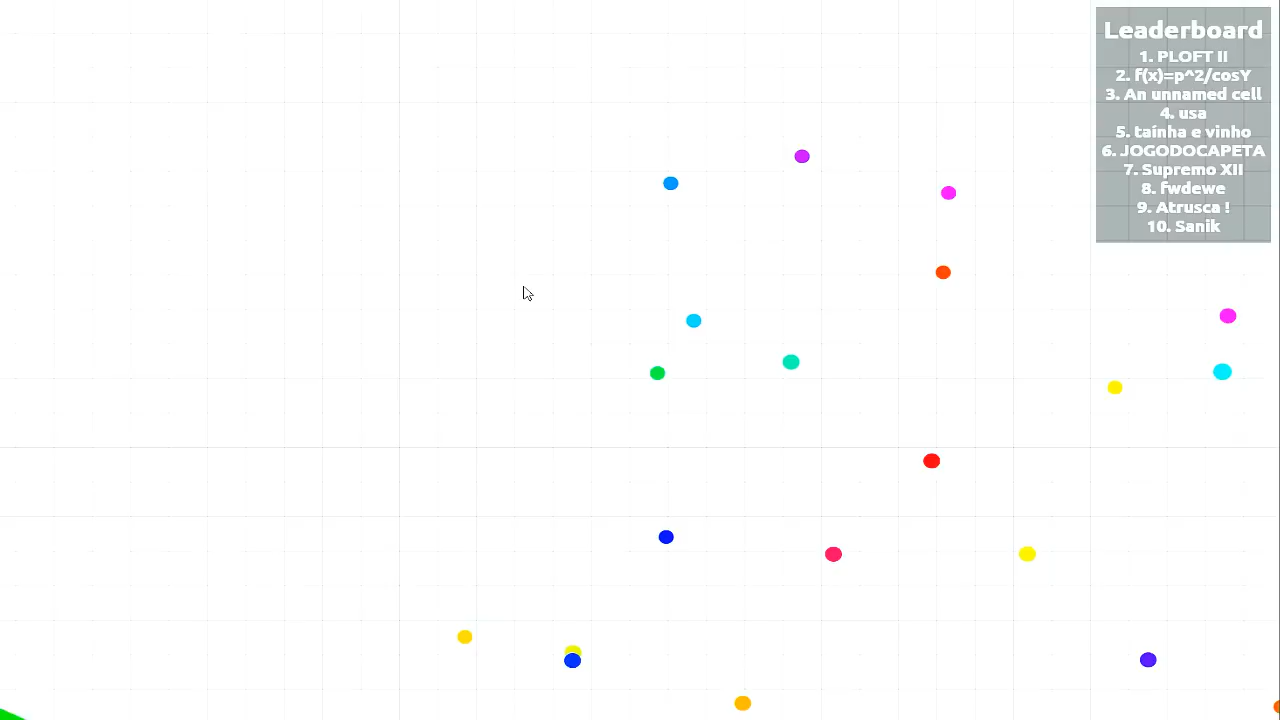 Leaderboard
1. PLOFT II
2. f(x)=p^2/cosY
3. An unnamed cell
4. usa
5. taínha e vinho
6. JOGODOCAPETA
7. Supremo XII
8. fwdewe
9. Atrusca !
10. Sanik